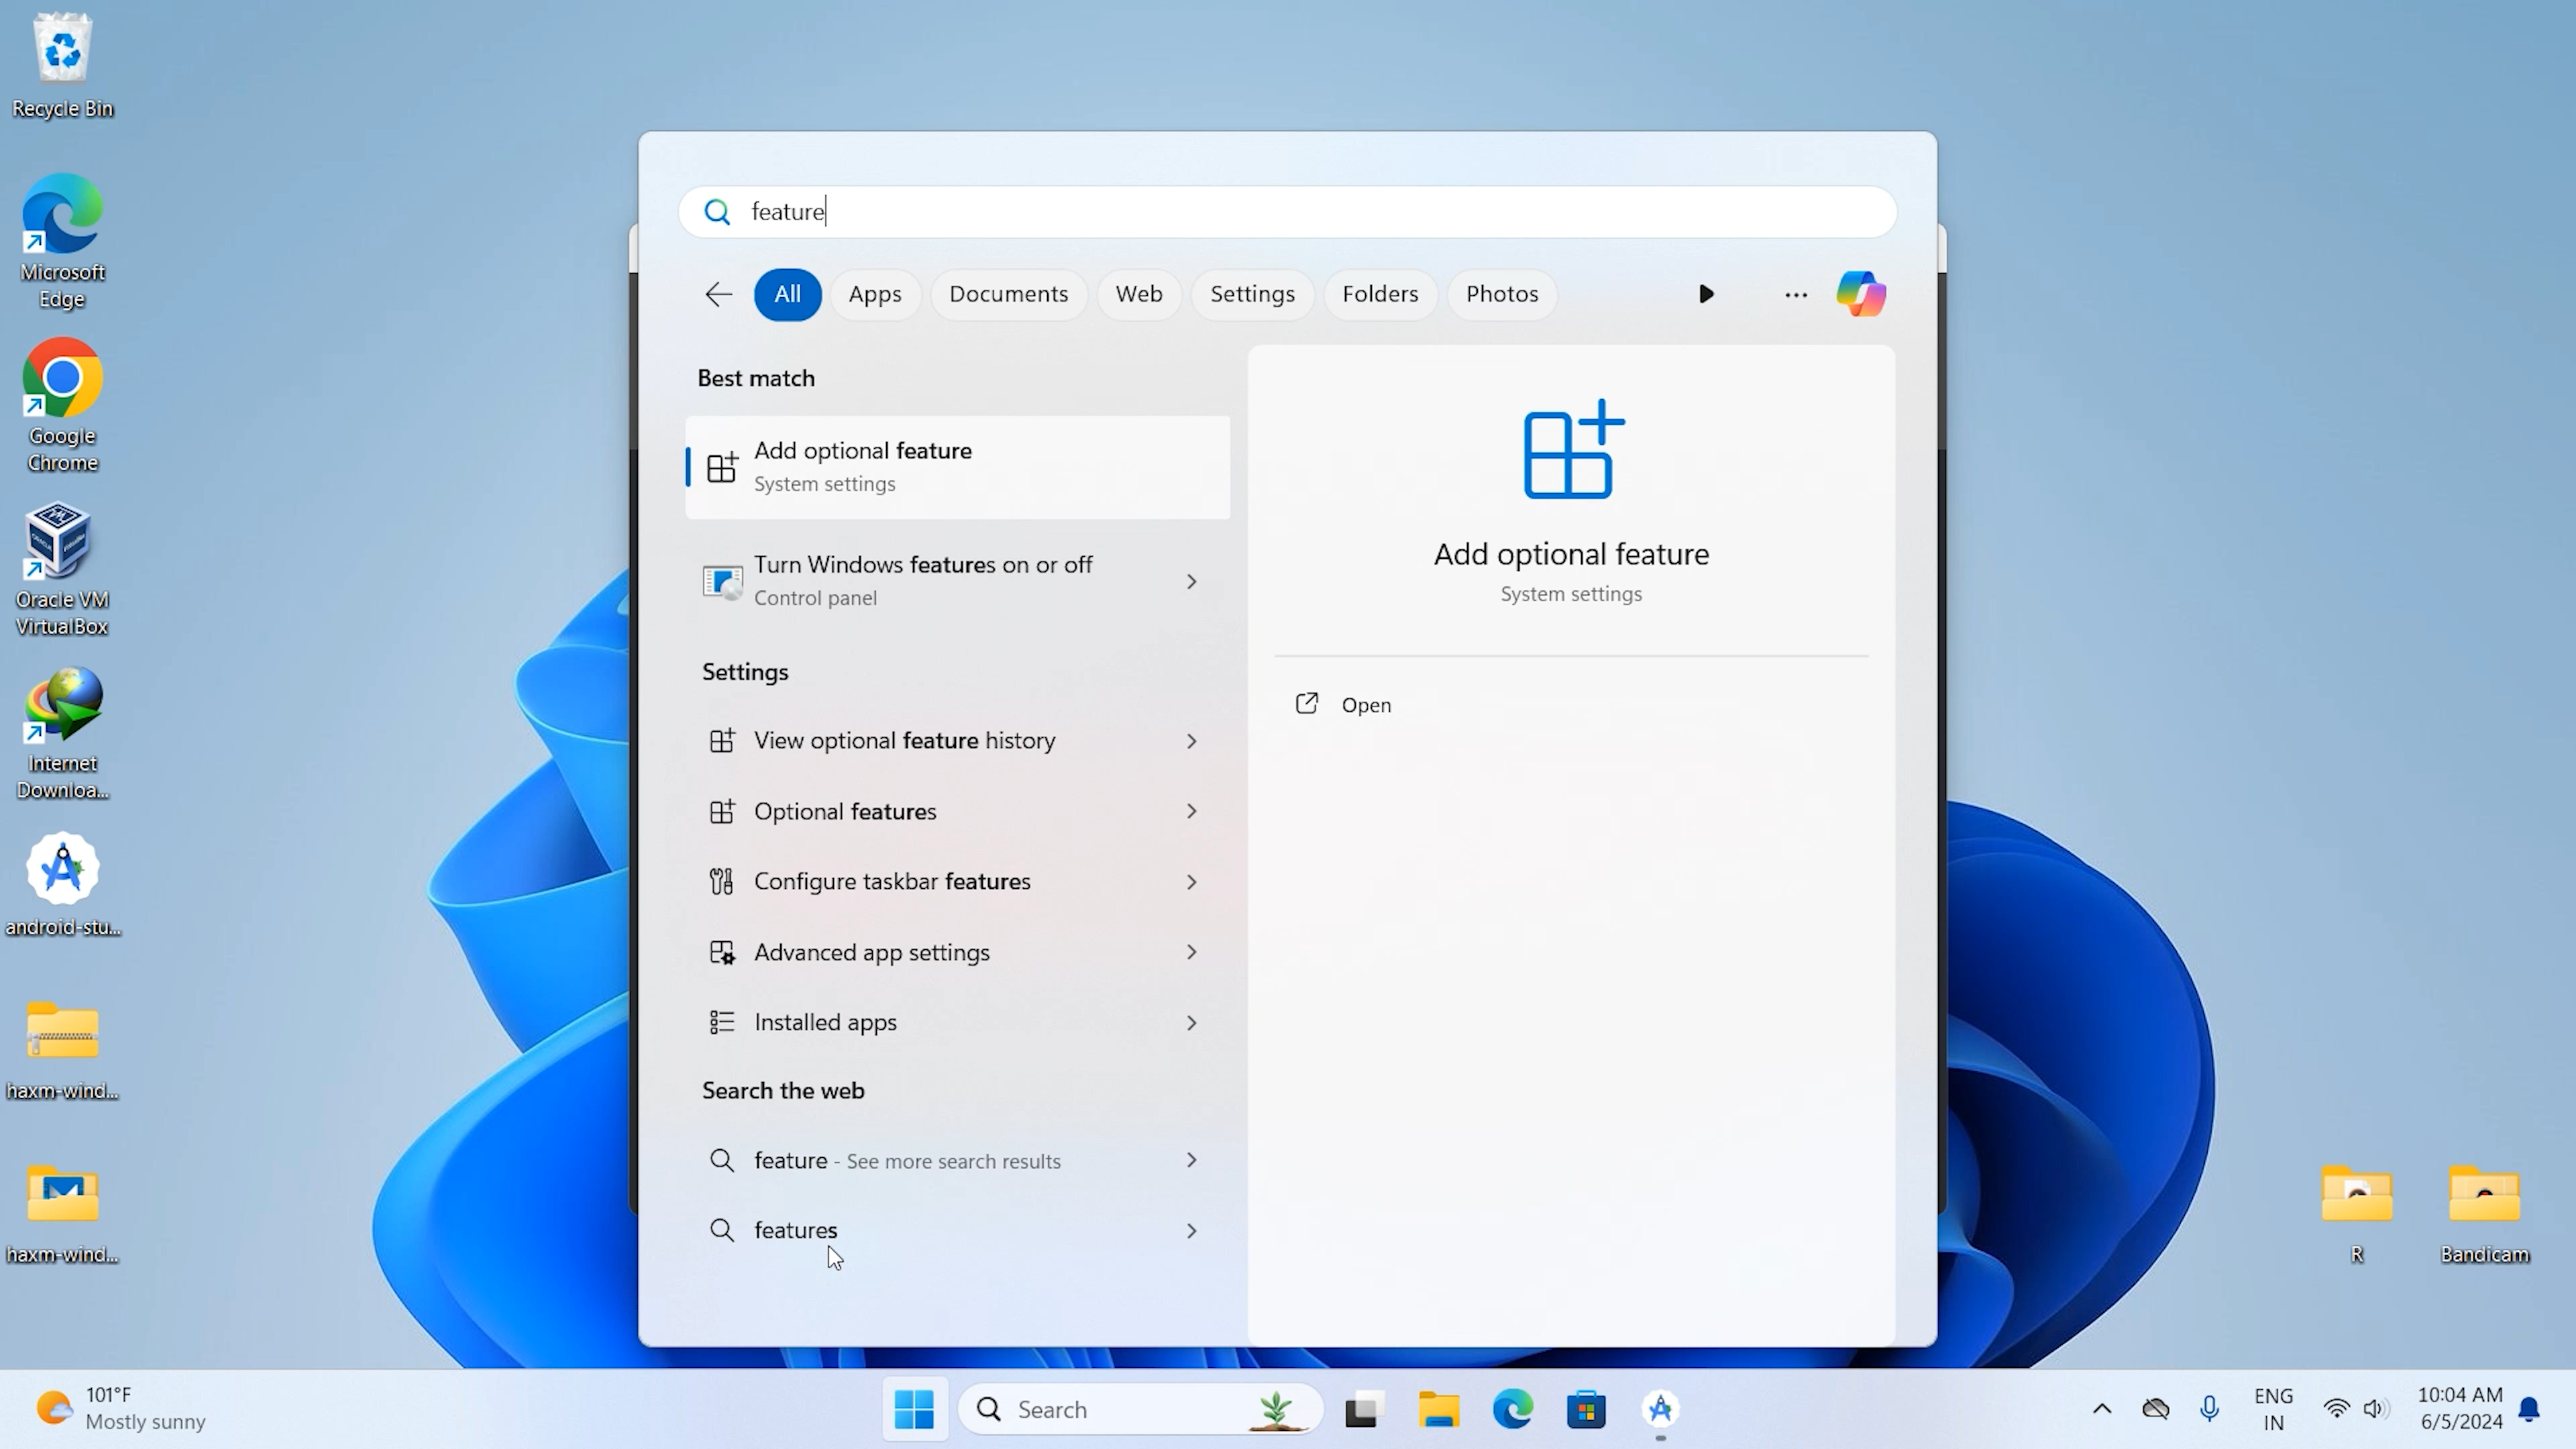 Recycle Bin
Microsoft
Edge
Google
Chrome
Oracle VM
VirtualBox
Internet
Downloa...
android-stu...
haxm-wind...
haxm-wind...
feature
All
Apps
Documents
Web
Settings
Folders
Photos
Best match
Add optional feature
System settings
Turn Windows features on or off
Control panel
Settings
View optional feature history
Optional features
Configure taskbar features
Advanced app settings
Installed apps
Search the web
feature - See more search results
features
Add optional feature
System settings
Open
R
Bandicam
101°F
Mostly sunny
Search
ENG
IN
10:04 AM
6/5/2024